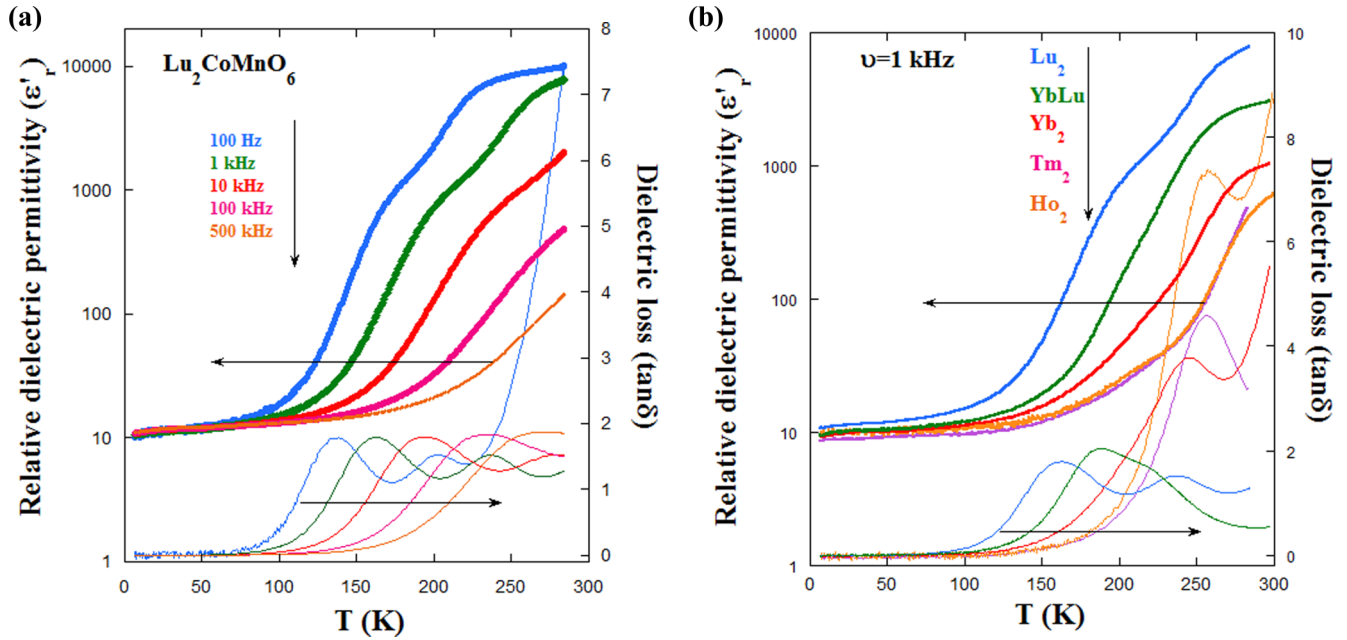 (a)
Lu₂CoMnO₆
100 Hz
1 kHz
10 kHz
100 kHz
500 kHz
Relative dielectric permittivity (ε'ᵣ)
10000
1000
100
10
1
0 50 100 150 200 250 300
T (K)
8
7
6
5
4
3
2
1
0
Dielectric loss (tanδ)
(b)
υ=1 kHz
Lu₂
YbLu
Yb₂
Tm₂
Ho₂
Relative dielectric permittivity (ε'ᵣ)
10000
1000
100
10
1
0 50 100 150 200 250 300
T (K)
10
8
6
4
2
0
Dielectric loss (tanδ)